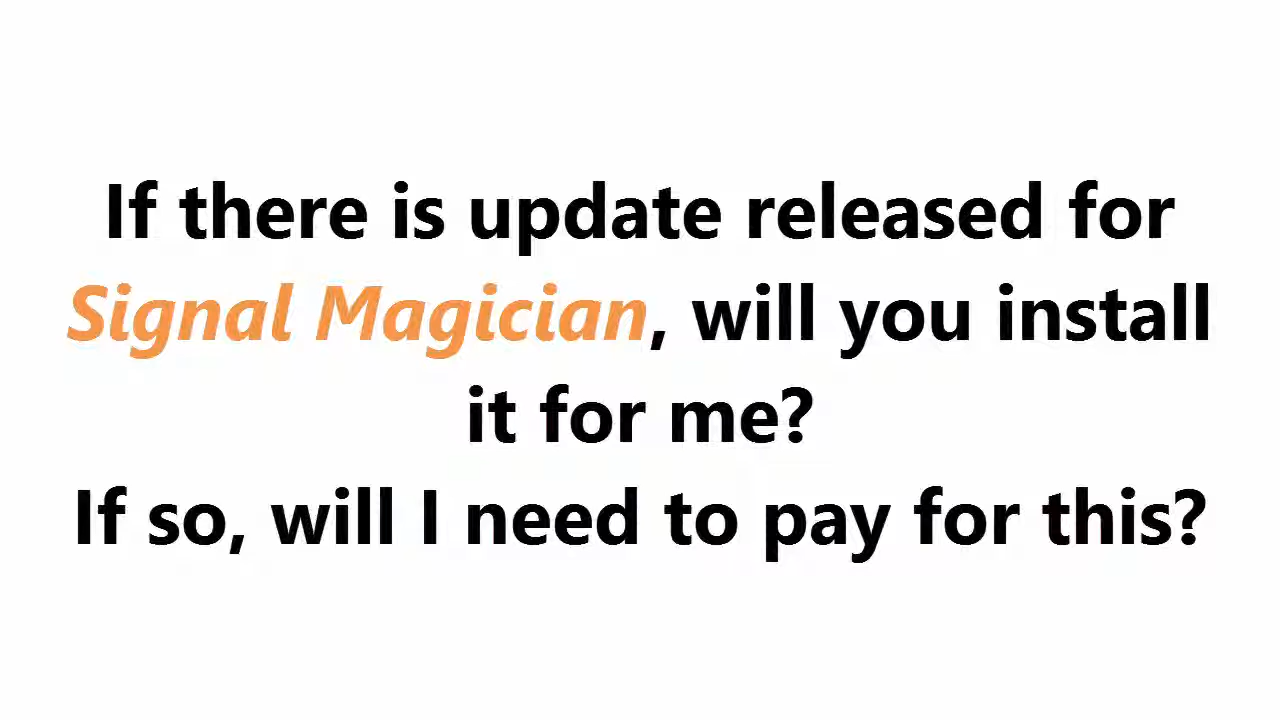 If there is update released for
Signal Magician, will you install
it for me?
If so, will I need to pay for this?